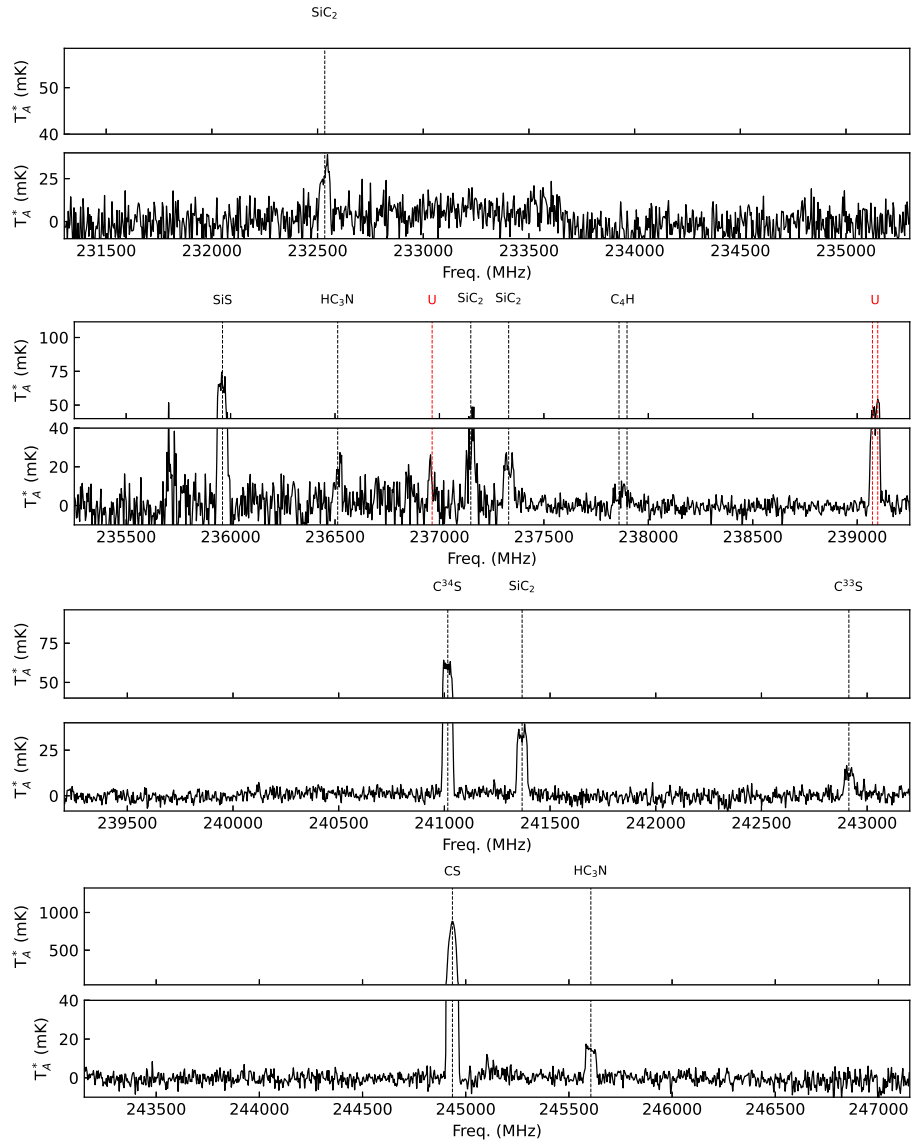 SiC₂
T*A (mK)
50
40
T*A (mK)
25
0
231500 232000 232500 233000 233500 234000 234500 235000
Freq. (MHz)
SiS HC₃N U SiC₂ SiC₂ C₄H U
T*A (mK)
100
75
50
T*A (mK)
40
20
0
235500 236000 236500 237000 237500 238000 238500 239000
Freq. (MHz)
C³⁴S SiC₂ C³³S
T*A (mK)
75
50
T*A (mK)
25
0
239500 240000 240500 241000 241500 242000 242500 243000
Freq. (MHz)
CS HC₃N
T*A (mK)
1000
500
T*A (mK)
40
20
0
243500 244000 244500 245000 245500 246000 246500 247000
Freq. (MHz)